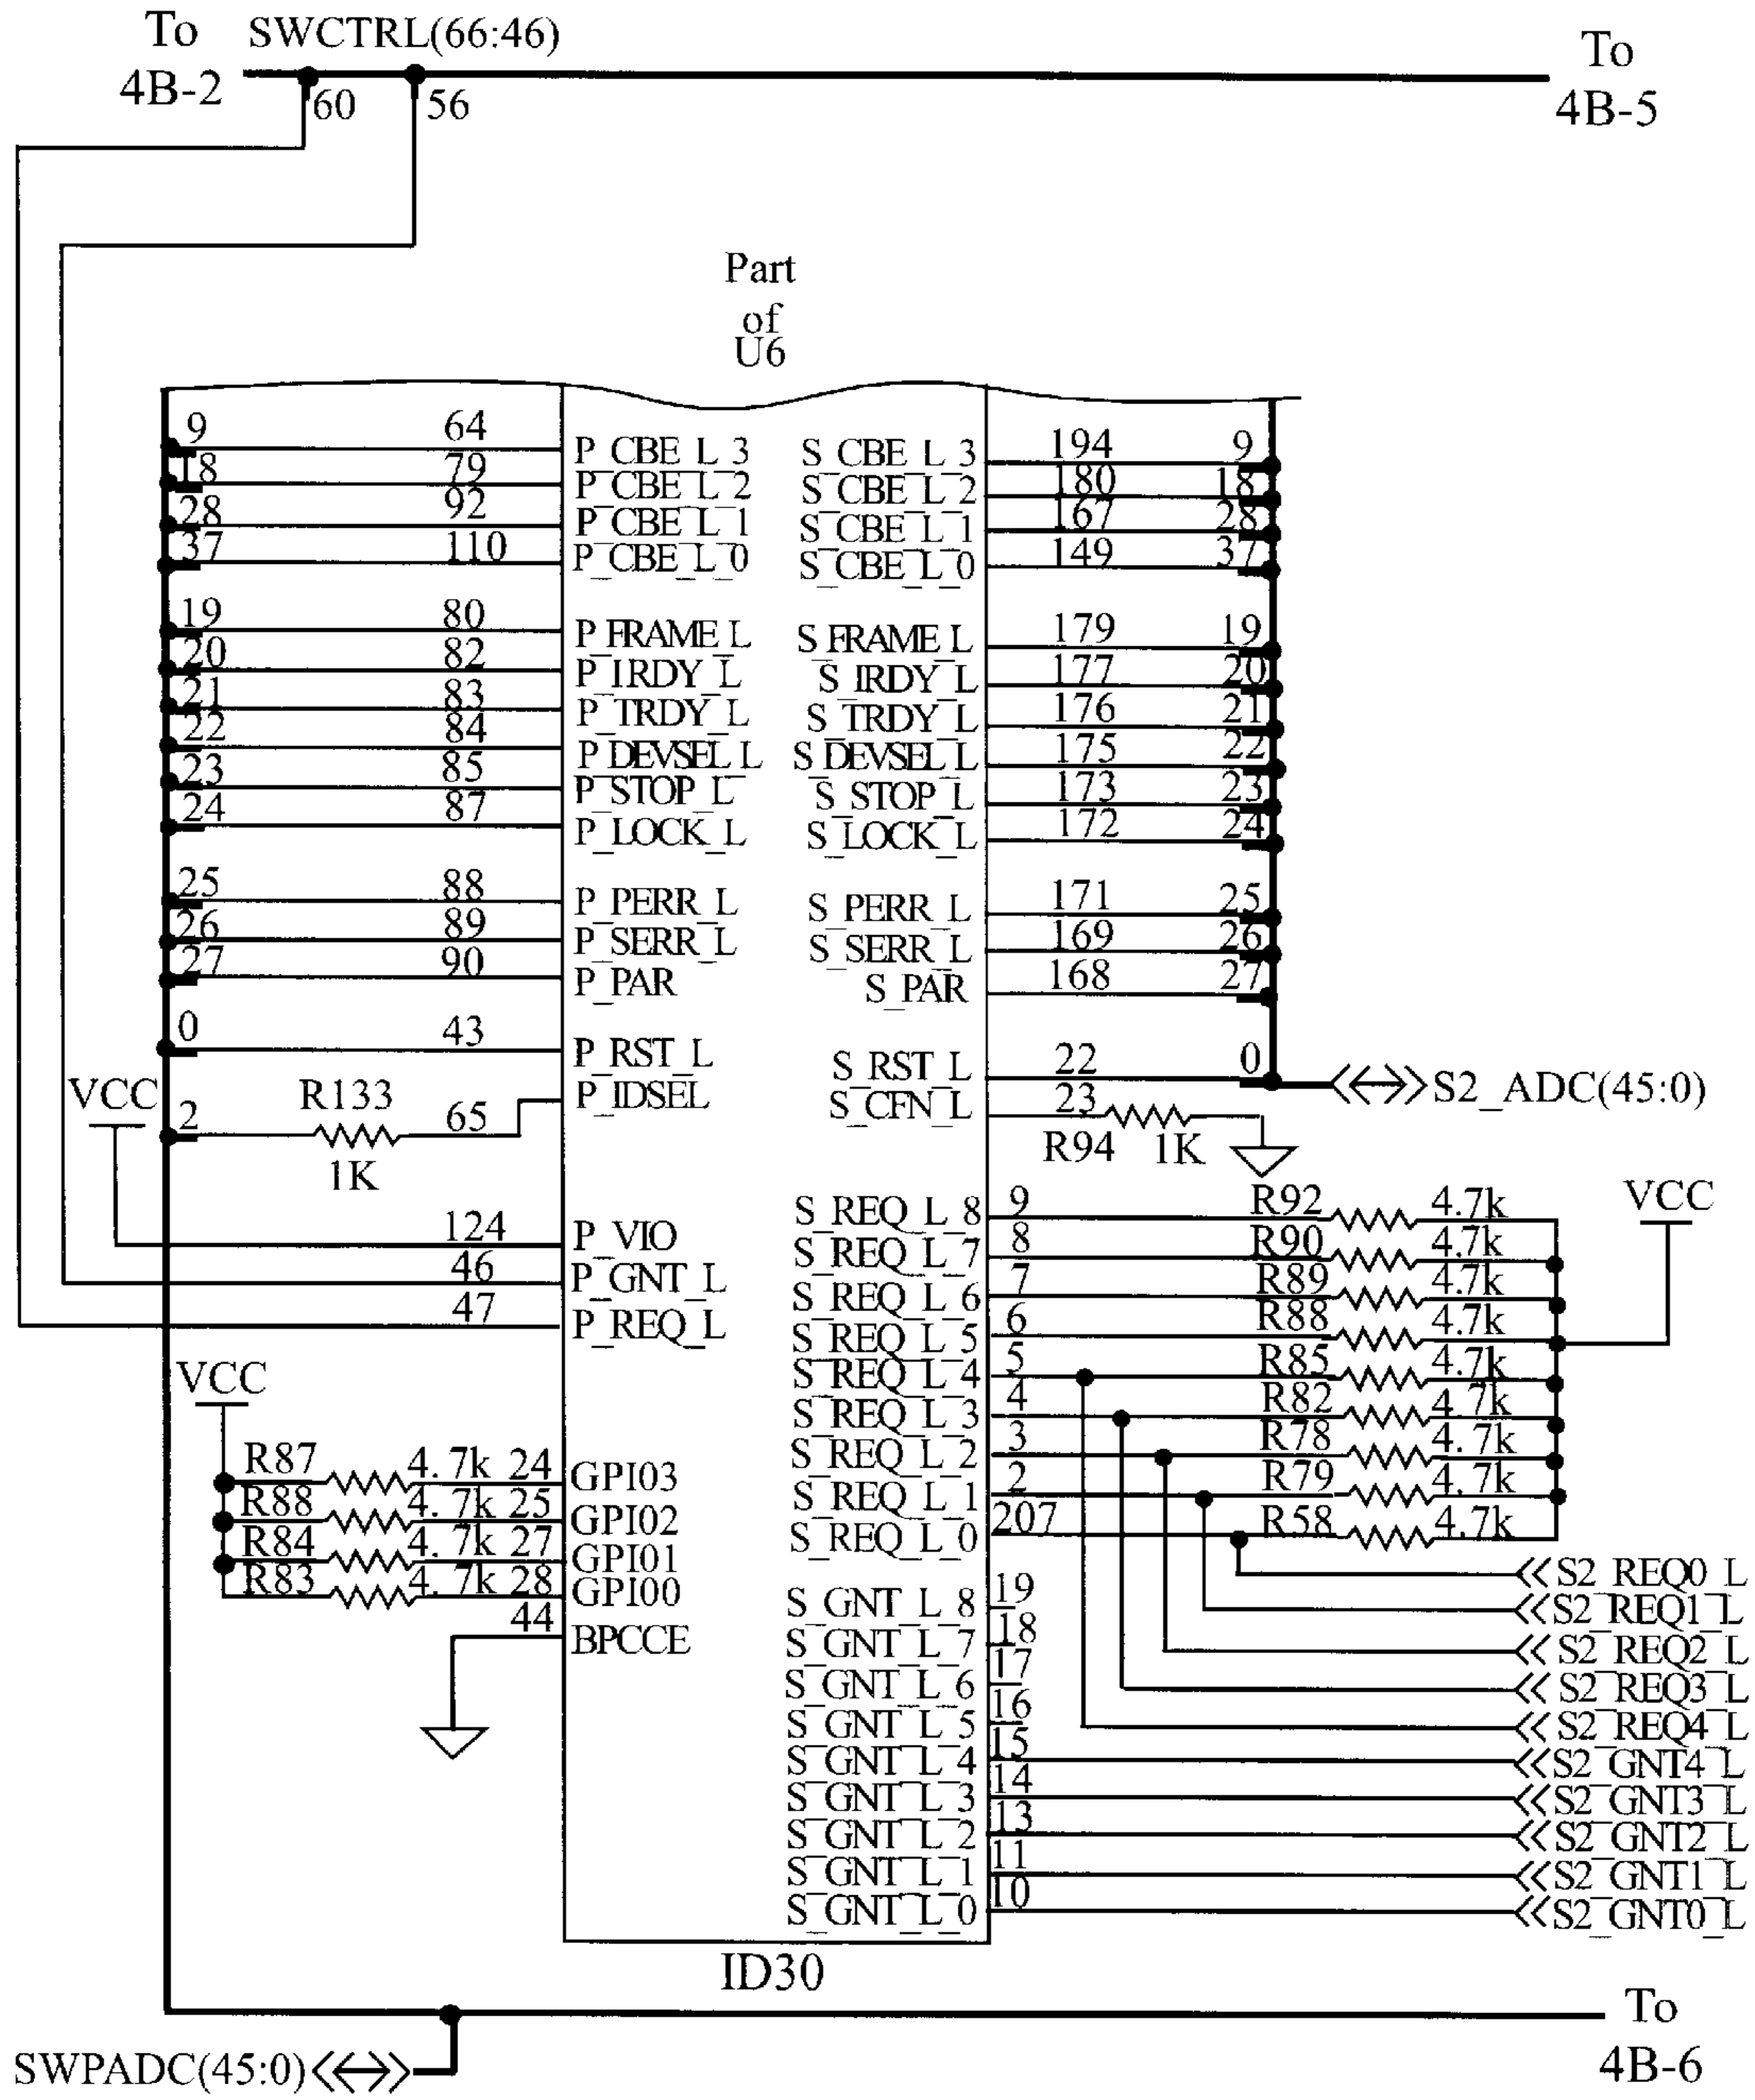 To SWCTRL(66:46) To
4B-2 60 56 4B-5
Part
of
U6
9 64 P_CBE_L_3 S_CBE_L_3 194 9
18 79 P_CBE_L_2 S_CBE_L_2 180 18
28 92 P_CBE_L_1 S_CBE_L_1 167 28
37 110 P_CBE_L_0 S_CBE_L_0 149 37
19 80 P_FRAME_L S_FRAME_L 179 19
20 82 P_IRDY_L S_IRDY_L 177 20
21 83 P_TRDY_L S_TRDY_L 176 21
22 84 P_DEVSEL_L S_DEVSEL_L 175 22
23 85 P_STOP_L S_STOP_L 173 23
24 87 P_LOCK_L S_LOCK_L 172 24
25 88 P_PERR_L S_PERR_L 171 25
26 89 P_SERR_L S_SERR_L 169 26
27 90 P_PAR S_PAR 168 27
0 43 P_RST_L S_RST_L 22 0 S2_ADC(45:0)
VCC 2 R133 1K 65 P_IDSEL S_CFN_L 23 R94 1K
124 P_VIO S_REQ_L_8 9 R92 4.7k VCC
46 P_GNT_L S_REQ_L_7 8 R90 4.7k
S_REQ_L_6 7 R89 4.7k
47 P_REQ_L S_REQ_L_5 6 R88 4.7k
VCC S_REQ_L_4 5 R85 4.7k
S_REQ_L_3 4 R82 4.7k
S_REQ_L_2 3 R78 4.7k
R87 4.7k 24 GPI03 S_REQ_L_1 2 R79 4.7k
R88 4.7k 25 GPI02 S_REQ_L_0 207 R58 4.7k
R84 4.7k 27 GPI01 S2_REQ0_L
R83 4.7k 28 GPI00 S_GNT_L_8 19 S2_REQ1_L
44 BPCCE S_GNT_L_7 18 S2_REQ2_L
S_GNT_L_6 17 S2_REQ3_L
S_GNT_L_5 16 S2_REQ4_L
S_GNT_L_4 15 S2_GNT4_L
S_GNT_L_3 14 S2_GNT3_L
S_GNT_L_2 13 S2_GNT2_L
S_GNT_L_1 11 S2_GNT1_L
S_GNT_L_0 10 S2_GNT0_L
ID30
To
SWPADC(45:0) 4B-6